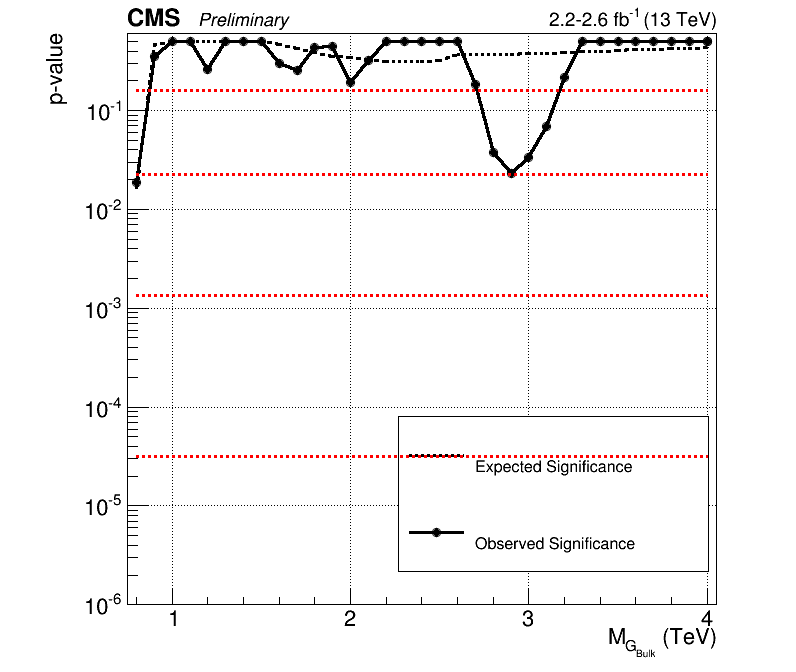 CMS Preliminary 2.2-2.6 fb⁻¹ (13 TeV)
p-value
10⁻¹
10⁻²
10⁻³
10⁻⁴
10⁻⁵
10⁻⁶
Expected Significance
Observed Significance
1 2 3 4
M_G_Bulk (TeV)